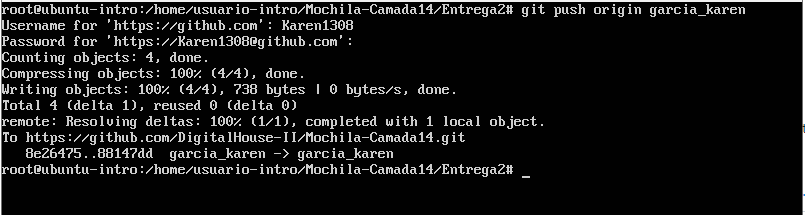 root@ubuntu-intro:/home/usuario-intro/Mochila-Camada14/Entrega2# git push origin garcia_karen
Username for 'https://github.com': Karen1308
Password for 'https://Karen1308@github.com':
Counting objects: 4, done.
Compressing objects: 100% (4/4), done.
Writing objects: 100% (4/4), 738 bytes | 0 bytes/s, done.
Total 4 (delta 1), reused 0 (delta 0)
remote: Resolving deltas: 100% (1/1), completed with 1 local object.
To https://github.com/DigitalHouse-II/Mochila-Camada14.git
   8e26475..88147dd  garcia_karen -> garcia_karen
root@ubuntu-intro:/home/usuario-intro/Mochila-Camada14/Entrega2# _